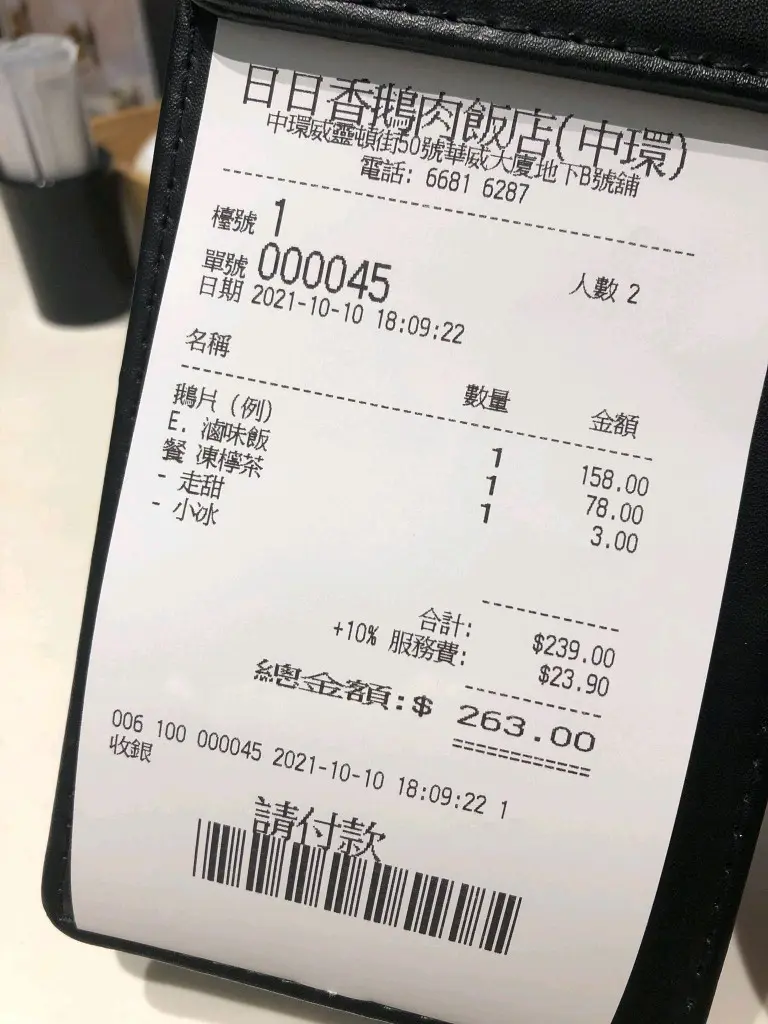 日日香鵝肉飯店(中環)
中環威靈頓街50號華威大廈地下B號舖
電話: 6681 6287
檯號 1
單號 000045 人數 2
日期 2021-10-10 18:09:22
名稱 數量 金額
鵝片 (例) 1 158.00
E. 滷味飯 1 78.00
餐 凍檸茶 1 3.00
- 走甜
- 小冰
合計: $239.00
+10% 服務費: $23.90
總金額:$ 263.00
006 100 000045 2021-10-10 18:09:22 1
收銀
請付款